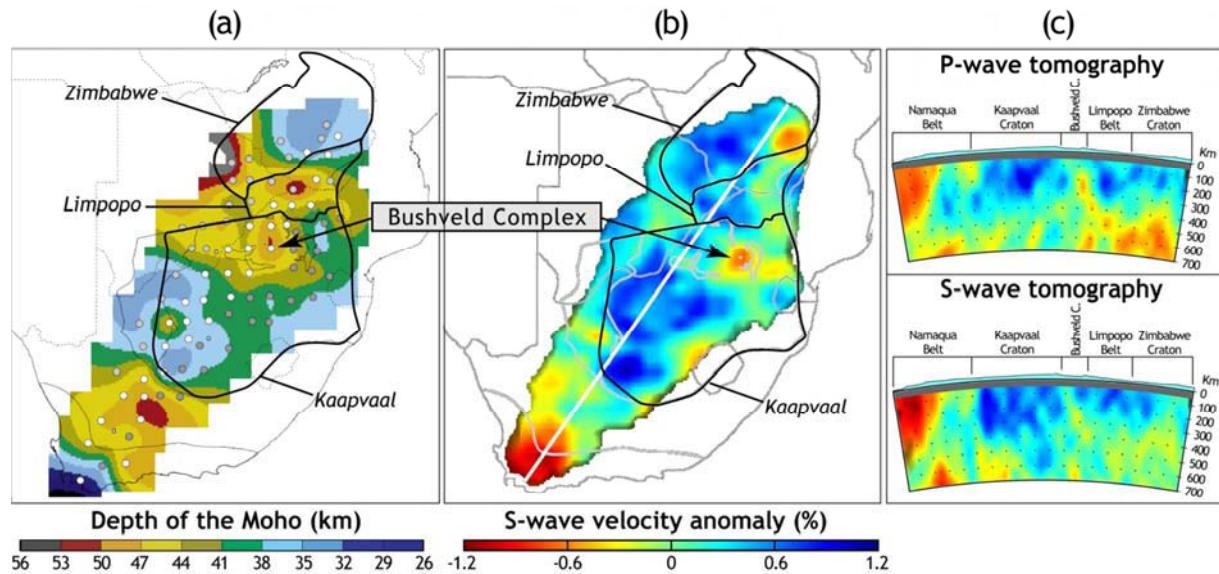 (a)
(b)
(c)
Zimbabwe
Limpopo
Bushveld Complex
Kaapvaal
Zimbabwe
Limpopo
Kaapvaal
P-wave tomography
Namaqua
Belt
Kaapvaal
Craton
Bushveld C.
Limpopo
Belt
Zimbabwe
Craton
Km
0
100
200
300
400
500
600
700
S-wave tomography
Namaqua
Belt
Kaapvaal
Craton
Bushveld C.
Limpopo
Belt
Zimbabwe
Craton
Km
0
100
200
300
400
500
600
700
Depth of the Moho (km)
56 53 50 47 44 41 38 35 32 29 26
S-wave velocity anomaly (%)
-1.2 -0.6 0 0.6 1.2